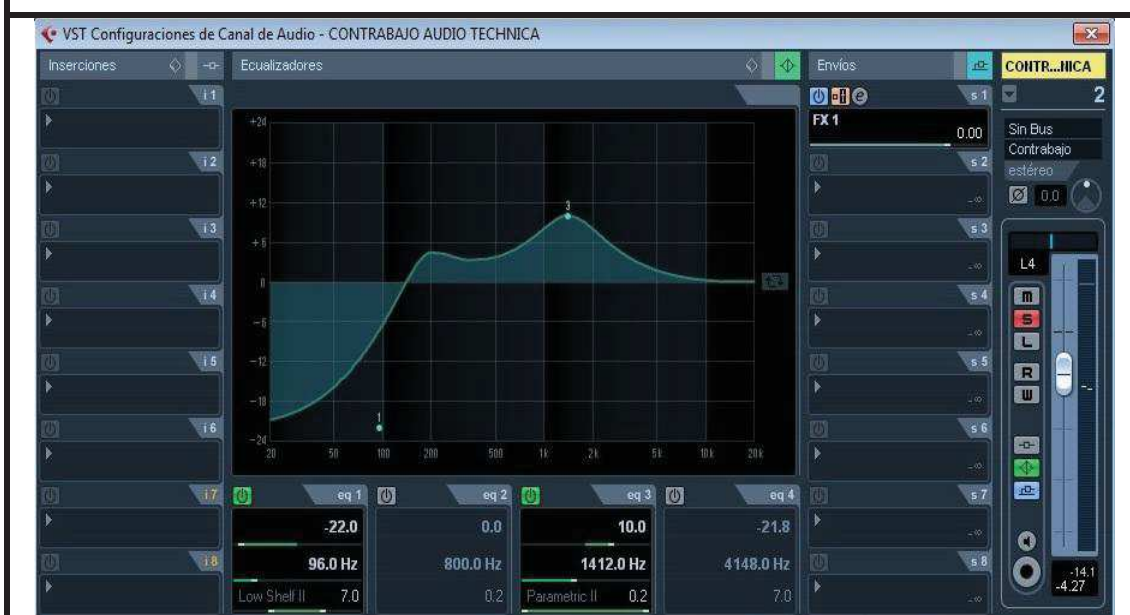 VST Configuraciones de Canal de Audio - CONTRABAJO AUDIO TECHNICA
Inserciones
Ecualizadores
Envíos
CONTR...NICA
i 1
i 2
i 3
i 4
i 5
i 6
i 7
i 8
+24
+18
+12
+6
0
-6
-12
-18
-24
3
1
20 50 100 200 500 1k 2k 5k 10k 20k
eq 1 eq 2 eq 3 eq 4
-22.0 0.0 10.0 -21.8
96.0 Hz 800.0 Hz 1412.0 Hz 4148.0 Hz
Low Shelf II 7.0 0.2 Parametric II 0.2 7.0
e s 1
FX 1
0.00
s 2
-∞
s 3
-∞
s 4
-∞
s 5
-∞
s 6
-∞
s 7
-∞
s 8
-∞
2
Sin Bus
Contrabajo
estéreo
0.0
L4
m
S
L
R
W
-14.1
-4.27